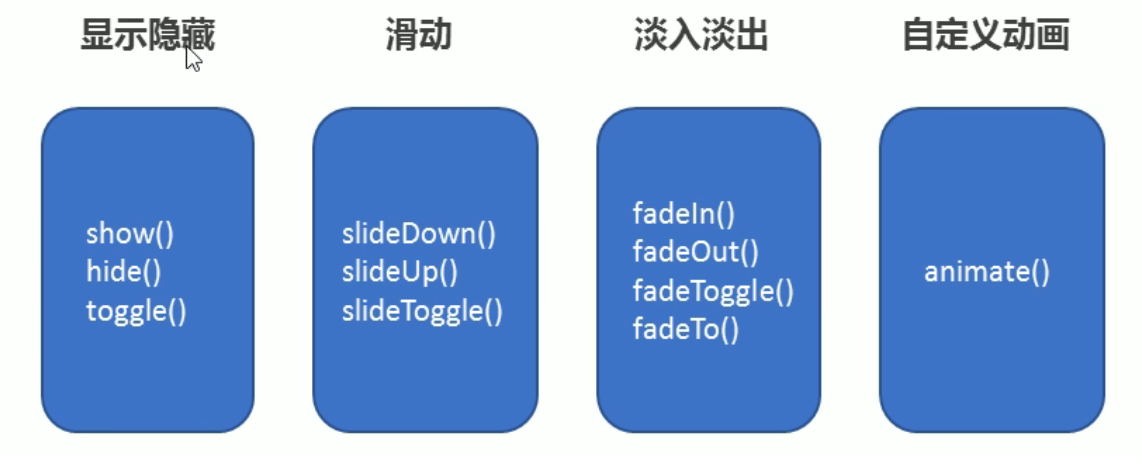 显示隐藏
滑动
淡入淡出
自定义动画
show()
hide()
toggle()
slideDown()
slideUp()
slideToggle()
fadeIn()
fadeOut()
fadeToggle()
fadeTo()
animate()